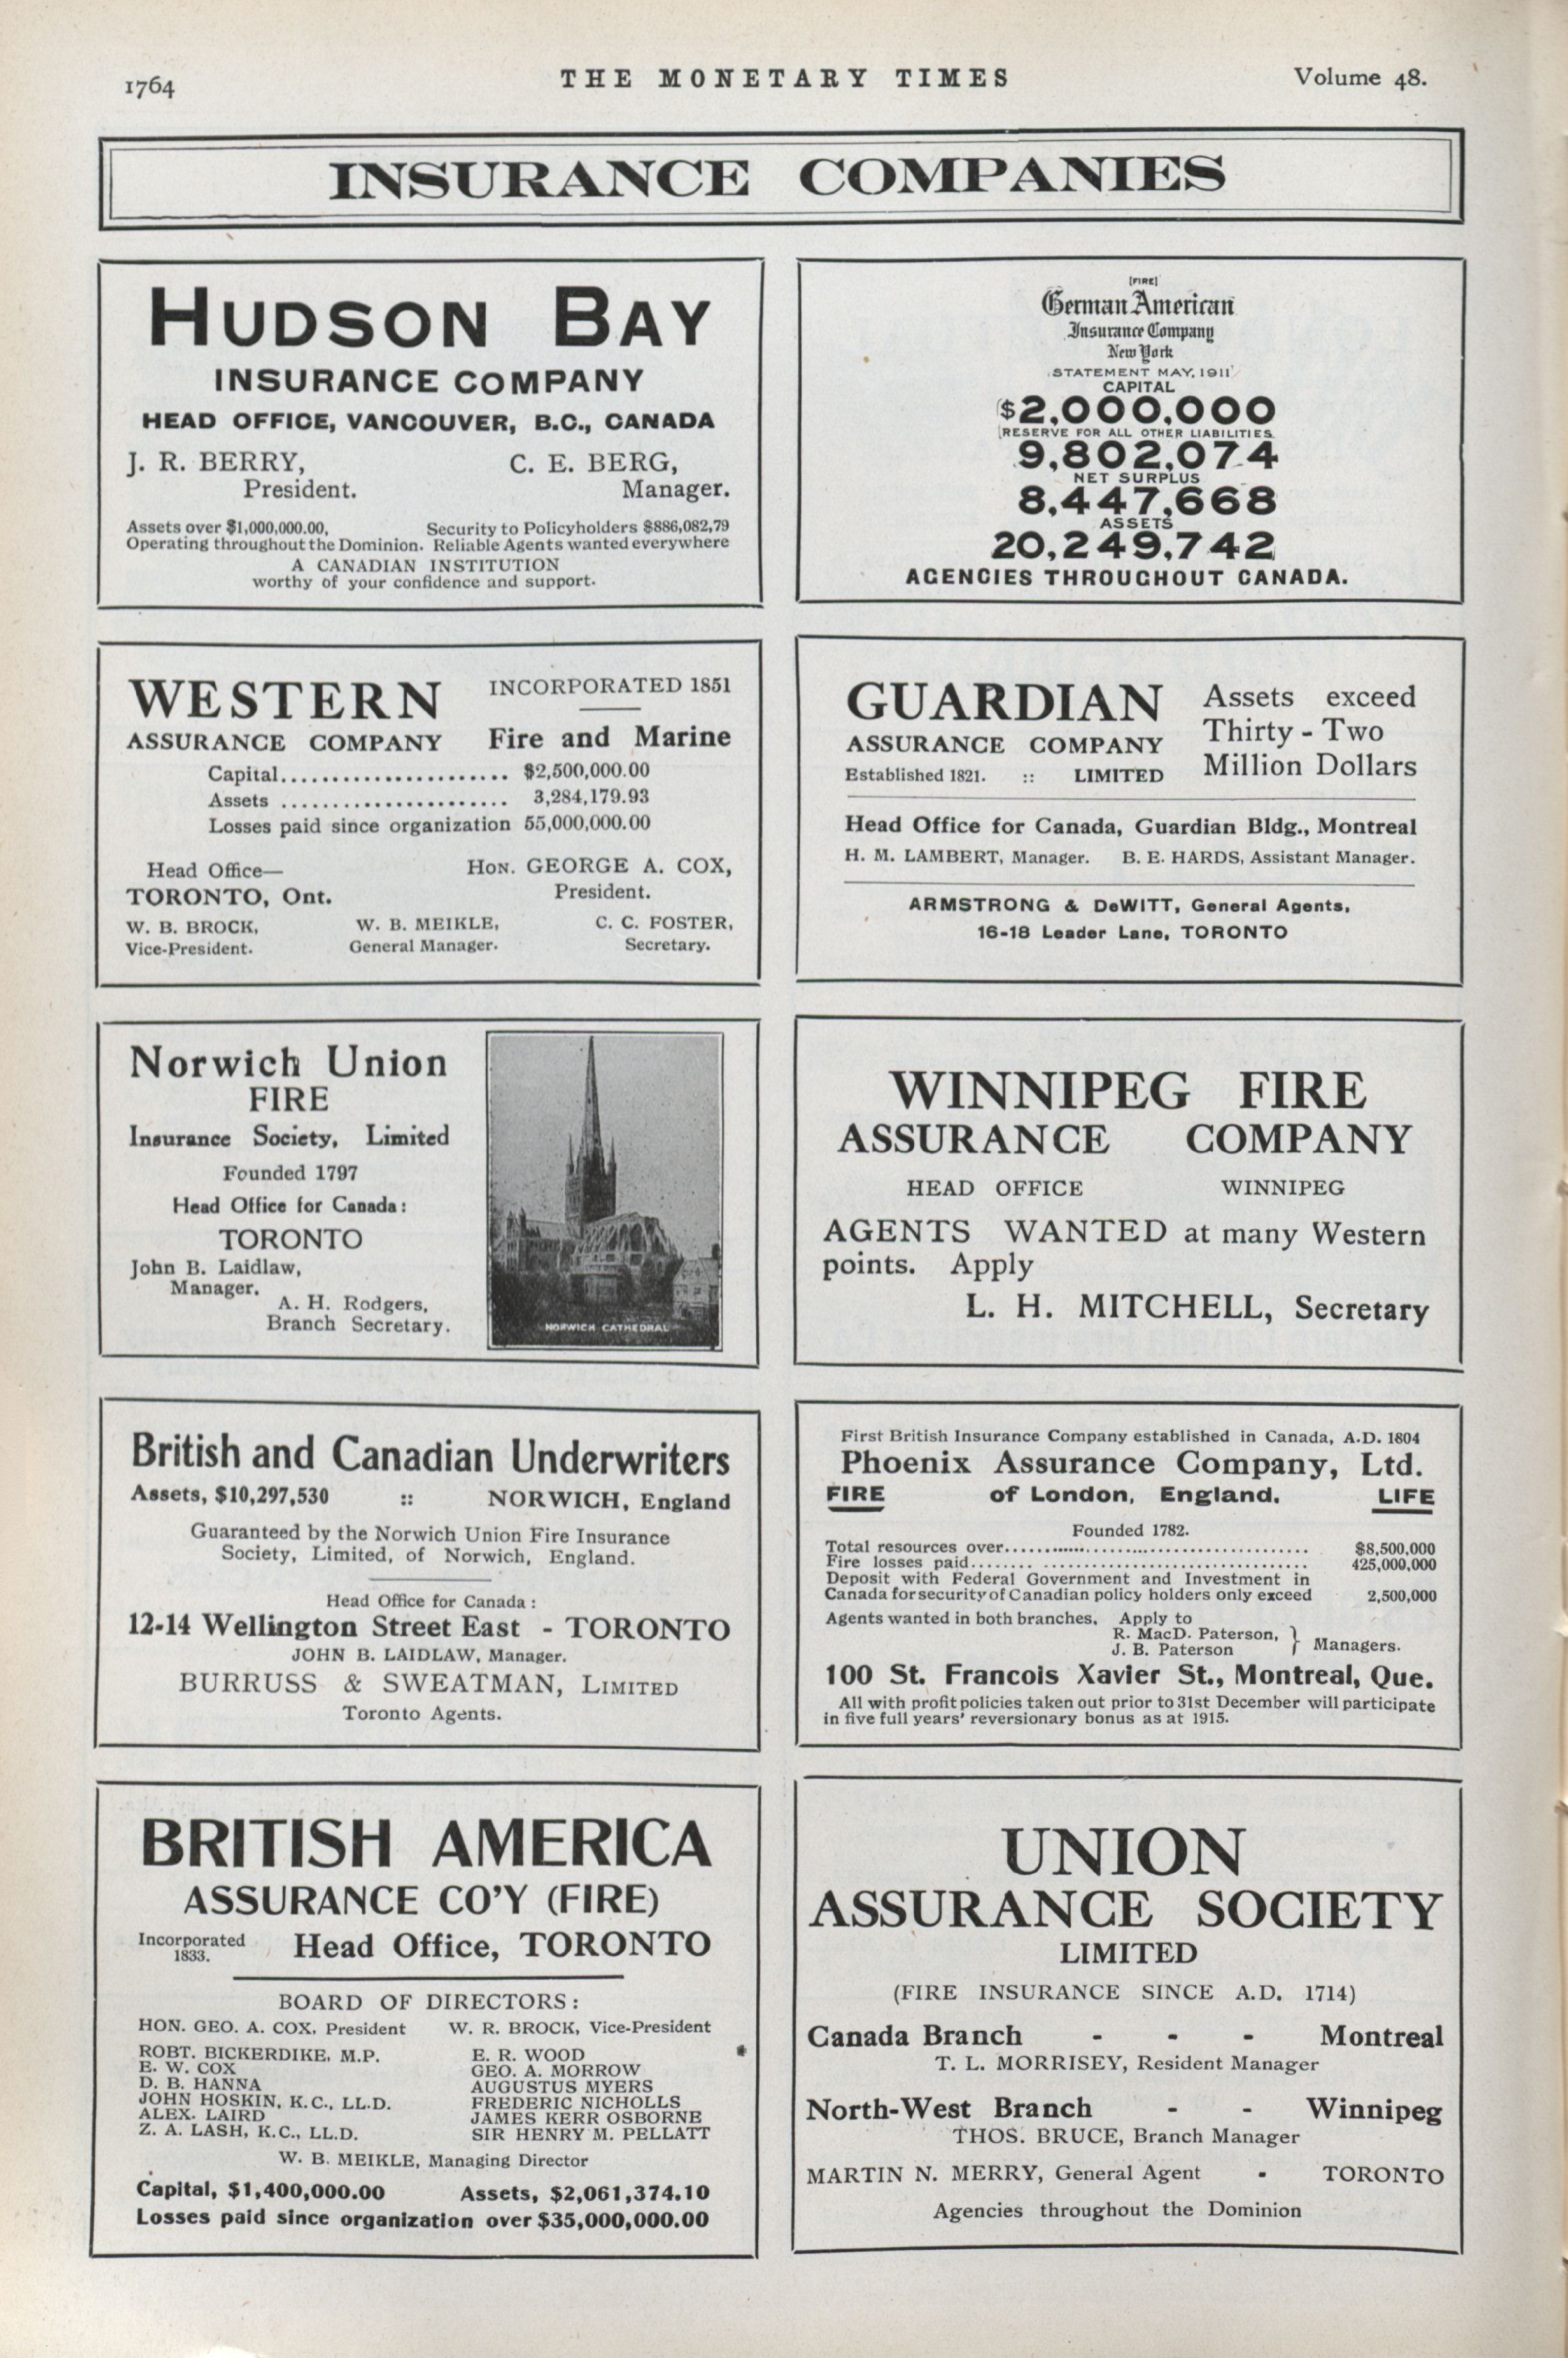 1764
THE MONETARY TIMES
Volume 48.
INSURANCE COMPANIES
HUDSON BAY
INSURANCE COMPANY
HEAD OFFICE, VANCOUVER, B.C., CANADA
J. R. BERRY,
President.
C. E. BERG,
Manager.
Assets over $1,000,000.00, Security to Policyholders $886,082,79
Operating throughout the Dominion. Reliable Agents wanted everywhere
A CANADIAN INSTITUTION
worthy of your confidence and support.
(FIRE)
German American
Insurance Company
New York
STATEMENT MAY, 1911
CAPITAL
$2,000,000
RESERVE FOR ALL OTHER LIABILITIES
9,802,074
NET SURPLUS
8,447,668
ASSETS
20,249,742
AGENCIES THROUGHOUT CANADA.
WESTERN
ASSURANCE COMPANY
INCORPORATED 1851
Fire and Marine
Capital...................... $2,500,000.00
Assets ...................... 3,284,179.93
Losses paid since organization 55,000,000.00
Head Office—
TORONTO, Ont.
HON. GEORGE A. COX,
President.
W. B. BROCK,
Vice-President.
W. B. MEIKLE,
General Manager.
C. C. FOSTER,
Secretary.
GUARDIAN
ASSURANCE COMPANY
Established 1821. :: LIMITED
Assets exceed
Thirty - Two
Million Dollars
Head Office for Canada, Guardian Bldg., Montreal
H. M. LAMBERT, Manager. B. E. HARDS, Assistant Manager.
ARMSTRONG & DeWITT, General Agents,
16-18 Leader Lane, TORONTO
Norwich Union
FIRE
Insurance Society, Limited
Founded 1797
Head Office for Canada:
TORONTO
John B. Laidlaw,
Manager.
A. H. Rodgers,
Branch Secretary.
NORWICH CATHEDRAL
WINNIPEG FIRE
ASSURANCE COMPANY
HEAD OFFICE WINNIPEG
AGENTS WANTED at many Western
points. Apply
L. H. MITCHELL, Secretary
British and Canadian Underwriters
Assets, $10,297,530 :: NORWICH, England
Guaranteed by the Norwich Union Fire Insurance
Society, Limited, of Norwich, England.
Head Office for Canada:
12-14 Wellington Street East - TORONTO
JOHN B. LAIDLAW, Manager.
BURRUSS & SWEATMAN, LIMITED
Toronto Agents.
First British Insurance Company established in Canada, A.D. 1804
Phoenix Assurance Company, Ltd.
FIRE of London, England. LIFE
Founded 1782.
Total resources over........................................ $8,500,000
Fire losses paid........ .................................. 425,000,000
Deposit with Federal Government and Investment in
Canada for security of Canadian policy holders only exceed 2,500,000
Agents wanted in both branches. Apply to
R. MacD. Paterson,
J. B. Paterson } Managers.
100 St. Francois Xavier St., Montreal, Que.
All with profit policies taken out prior to 31st December will participate
in five full years' reversionary bonus as at 1915.
BRITISH AMERICA
ASSURANCE CO'Y (FIRE)
Incorporated
1833.
Head Office, TORONTO
BOARD OF DIRECTORS:
HON. GEO. A. COX, President W. R. BROCK, Vice-President
ROBT. BICKERDIKE, M.P.
E. W. COX
D. B. HANNA
JOHN HOSKIN, K.C., LL.D.
ALEX. LAIRD
Z. A. LASH, K.C., LL.D.
E. R. WOOD
GEO. A. MORROW
AUGUSTUS MYERS
FREDERIC NICHOLLS
JAMES KERR OSBORNE
SIR HENRY M. PELLATT
W. B. MEIKLE, Managing Director
Capital, $1,400,000.00 Assets, $2,061,374.10
Losses paid since organization over $35,000,000.00
UNION
ASSURANCE SOCIETY
LIMITED
(FIRE INSURANCE SINCE A.D. 1714)
Canada Branch - - - Montreal
T. L. MORRISEY, Resident Manager
North-West Branch - - Winnipeg
THOS. BRUCE, Branch Manager
MARTIN N. MERRY, General Agent - TORONTO
Agencies throughout the Dominion